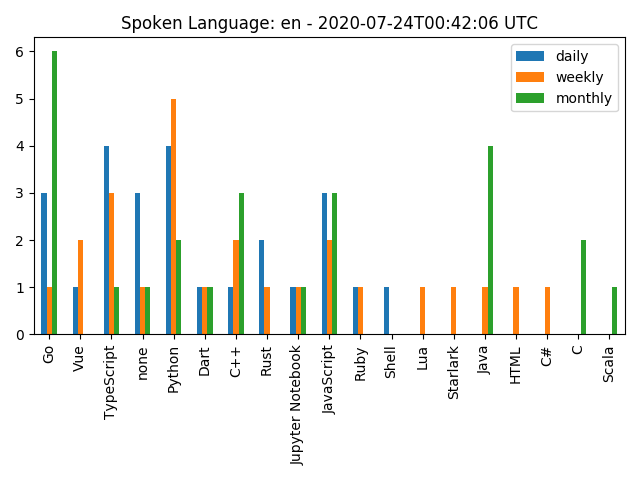 Spoken Language: en - 2020-07-24T00:42:06 UTC
daily
weekly
monthly
6
5
4
3
2
1
0
Go
Vue
TypeScript
none
Python
Dart
C++
Rust
Jupyter Notebook
JavaScript
Ruby
Shell
Lua
Starlark
Java
HTML
C#
C
Scala